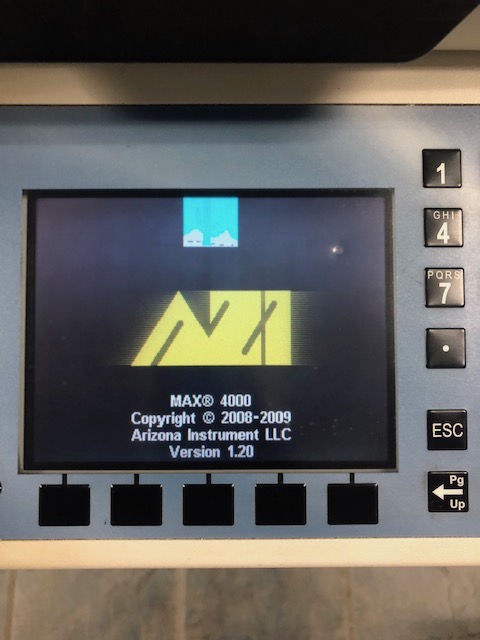 1
GHI
4
PQRS
7
.
MAX® 4000
Copyright © 2008-2009
Arizona Instrument LLC
Version 1.20
ESC
Pg
Up